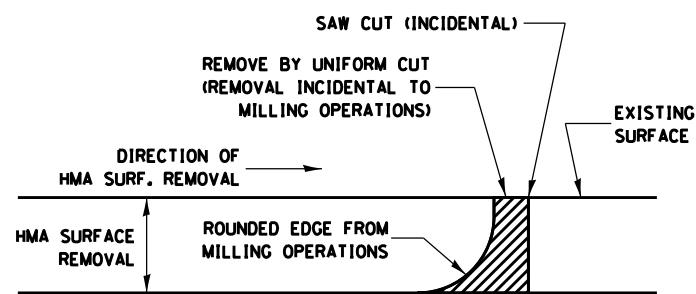 SAW CUT (INCIDENTAL)
REMOVE BY UNIFORM CUT
(REMOVAL INCIDENTAL TO
MILLING OPERATIONS)
EXISTING
SURFACE
DIRECTION OF
HMA SURF. REMOVAL
HMA SURFACE
REMOVAL
ROUNDED EDGE FROM
MILLING OPERATIONS